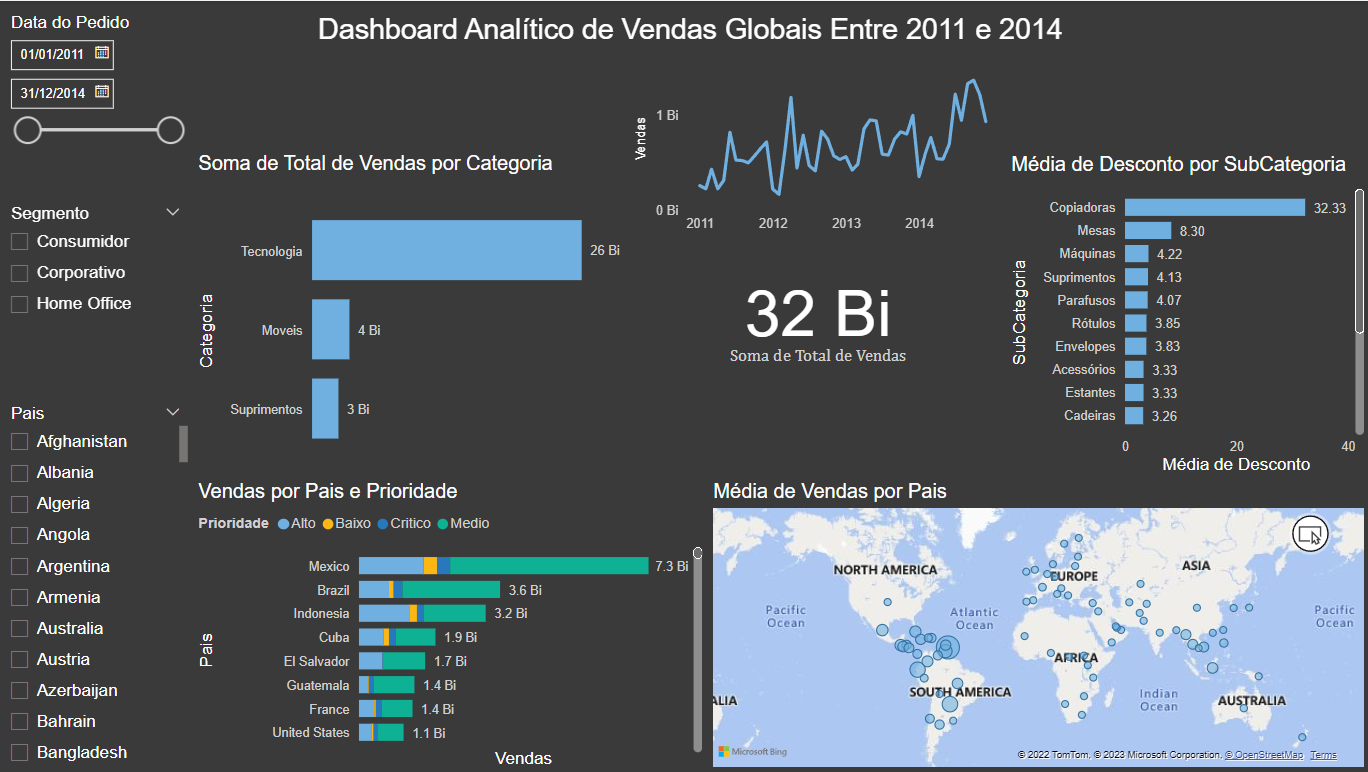 Dashboard Analítico de Vendas Globais Entre 2011 e 2014
Data do Pedido
01/01/2011
31/12/2014
Segmento
Consumidor
Corporativo
Home Office
Pais
Afghanistan
Albania
Algeria
Angola
Argentina
Armenia
Australia
Austria
Azerbaijan
Bahrain
Bangladesh
Soma de Total de Vendas por Categoria
Categoria
Tecnologia 26 Bi
Moveis 4 Bi
Suprimentos 3 Bi
Vendas
1 Bi
0 Bi
2011 2012 2013 2014
32 Bi
Soma de Total de Vendas
Média de Desconto por SubCategoria
SubCategoria
Copiadoras 32.33
Mesas 8.30
Máquinas 4.22
Suprimentos 4.13
Parafusos 4.07
Rótulos 3.85
Envelopes 3.83
Acessórios 3.33
Estantes 3.33
Cadeiras 3.26
0 20 40
Média de Desconto
Vendas por Pais e Prioridade
Prioridade Alto Baixo Critico Medio
Pais
Mexico 7.3 Bi
Brazil 3.6 Bi
Indonesia 3.2 Bi
Cuba 1.9 Bi
El Salvador 1.7 Bi
Guatemala 1.4 Bi
France 1.4 Bi
United States 1.1 Bi
Vendas
Média de Vendas por Pais
NORTH AMERICA
EUROPE
ASIA
Pacific
Ocean
Atlantic
Ocean
Pacific
Ocean
AFRICA
SOUTH AMERICA
Indian
Ocean
AUSTRALIA
ALIA
Microsoft Bing
© 2022 TomTom, © 2023 Microsoft Corporation, © OpenStreetMap Terms